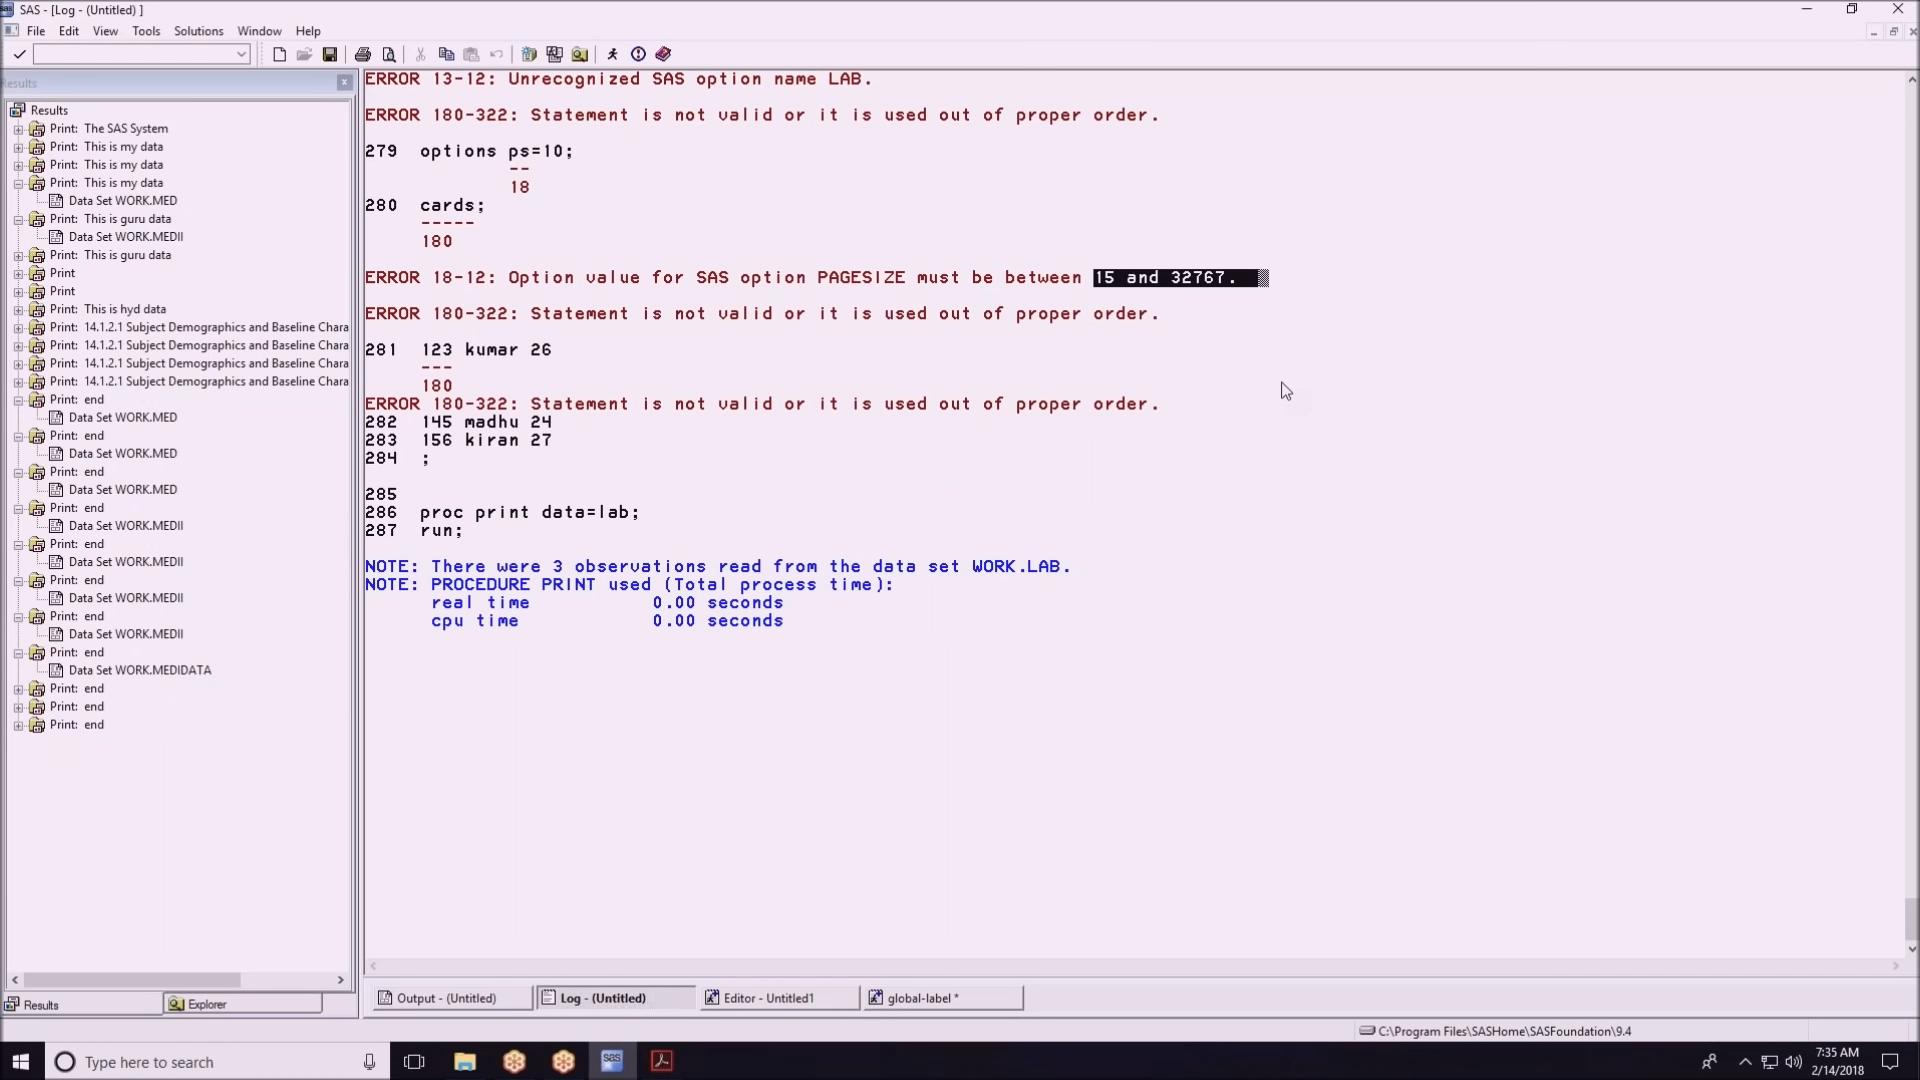 SAS - [Log - (Untitled) ]
File Edit View Tools Solutions Window Help
Results
Results
Print: The SAS System
Print: This is my data
Print: This is my data
Print: This is my data
Data Set WORK.MED
Print: This is guru data
Data Set WORK.MEDII
Print: This is guru data
Print
Print
Print: This is hyd data
Print: 14.1.2.1 Subject Demographics and Baseline Chara
Print: 14.1.2.1 Subject Demographics and Baseline Chara
Print: 14.1.2.1 Subject Demographics and Baseline Chara
Print: 14.1.2.1 Subject Demographics and Baseline Chara
Print: end
Data Set WORK.MED
Print: end
Data Set WORK.MED
Print: end
Data Set WORK.MED
Print: end
Data Set WORK.MEDII
Print: end
Data Set WORK.MEDII
Print: end
Data Set WORK.MEDII
Print: end
Data Set WORK.MEDII
Print: end
Data Set WORK.MEDIDATA
Print: end
Print: end
Print: end
Results Explorer
ERROR 13-12: Unrecognized SAS option name LAB.
ERROR 180-322: Statement is not valid or it is used out of proper order.
279 options ps=10;
--
18
280 cards;
-----
180
ERROR 18-12: Option value for SAS option PAGESIZE must be between 15 and 32767.
ERROR 180-322: Statement is not valid or it is used out of proper order.
281 123 kumar 26
---
180
ERROR 180-322: Statement is not valid or it is used out of proper order.
282 145 madhu 24
283 156 kiran 27
284 ;
285
286 proc print data=lab;
287 run;
NOTE: There were 3 observations read from the data set WORK.LAB.
NOTE: PROCEDURE PRINT used (Total process time):
real time 0.00 seconds
cpu time 0.00 seconds
Output - (Untitled) Log - (Untitled) Editor - Untitled1 global-label *
C:\Program Files\SASHome\SASFoundation\9.4
Type here to search
sas
7:35 AM
2/14/2018